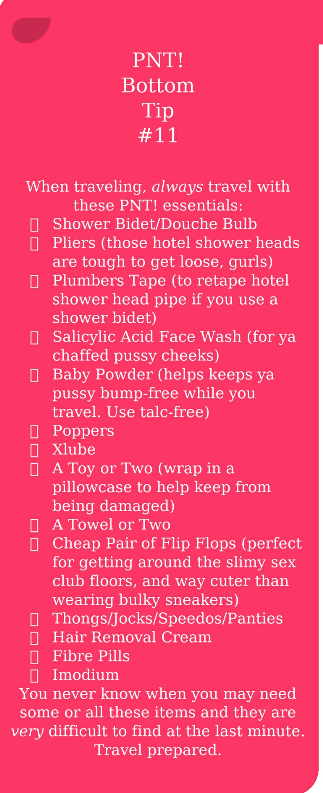 PNT!
Bottom
Tip
#11
When traveling, always travel with
these PNT! essentials:
Shower Bidet/Douche Bulb
Pliers (those hotel shower heads
are tough to get loose, gurls)
Plumbers Tape (to retape hotel
shower head pipe if you use a
shower bidet)
Salicylic Acid Face Wash (for ya
chaffed pussy cheeks)
Baby Powder (helps keeps ya
pussy bump-free while you
travel. Use talc-free)
Poppers
Xlube
A Toy or Two (wrap in a
pillowcase to help keep from
being damaged)
A Towel or Two
Cheap Pair of Flip Flops (perfect
for getting around the slimy sex
club floors, and way cuter than
wearing bulky sneakers)
Thongs/Jocks/Speedos/Panties
Hair Removal Cream
Fibre Pills
Imodium
You never know when you may need
some or all these items and they are
very difficult to find at the last minute.
Travel prepared.